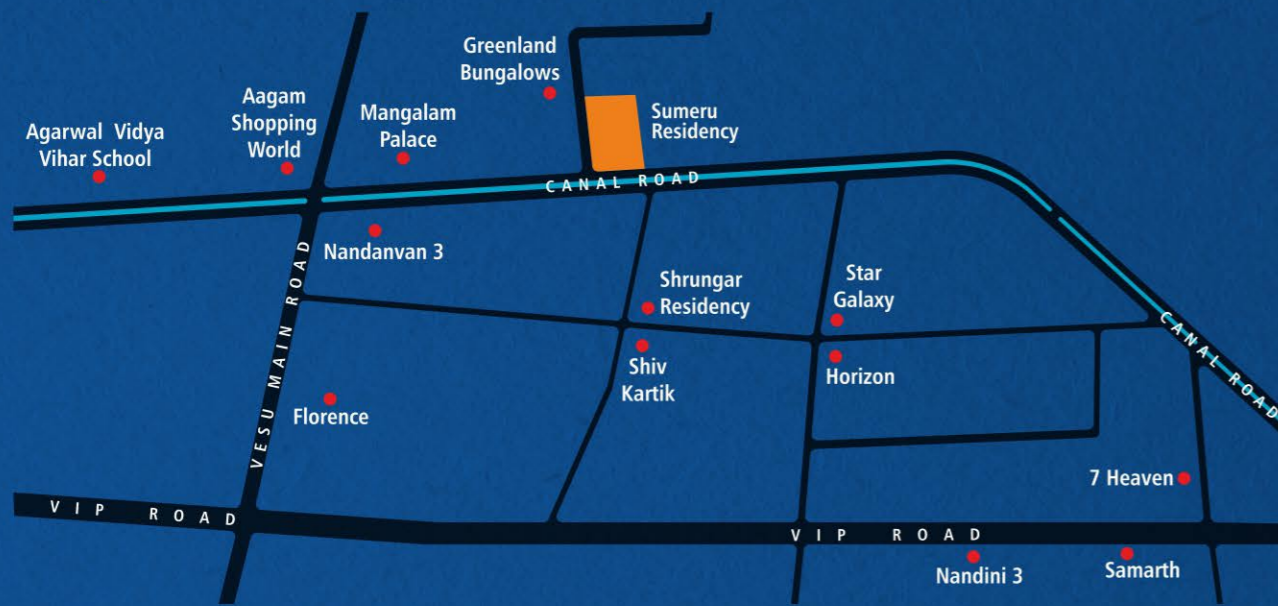 Greenland
Bungalows
Aagam
Shopping
World
Mangalam
Palace
Sumeru
Residency
Agarwal Vidya
Vihar School
CANAL ROAD
Nandanvan 3
VESU MAIN ROAD
Shrungar
Residency
Star
Galaxy
CANAL ROAD
Shiv
Kartik
Horizon
Florence
7 Heaven
VIP ROAD
VIP ROAD
Nandini 3
Samarth